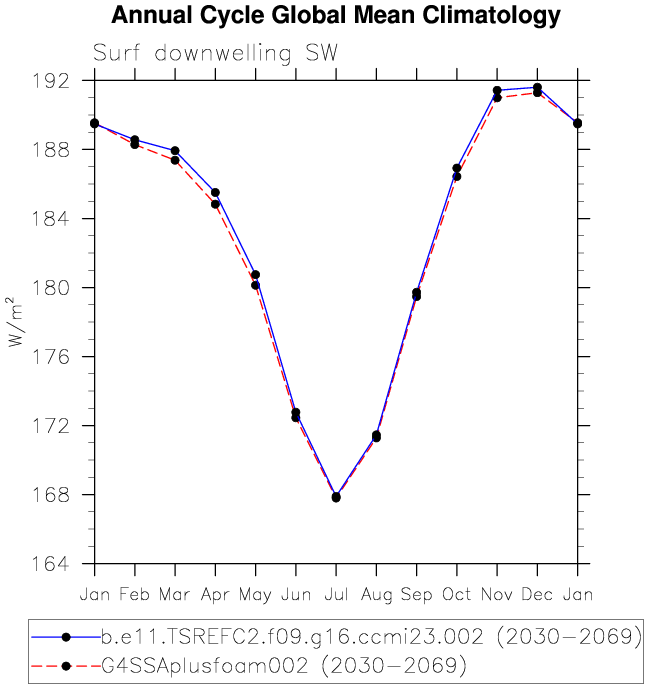 Annual Cycle Global Mean Climatology
Surf downwelling SW
192
188
184
180
176
172
168
164
W/m²
Jan Feb Mar Apr May Jun Jul Aug Sep Oct Nov Dec Jan
b.e11.TSREFC2.f09.g16.ccmi23.002 (2030-2069)
G4SSAplusfoam002 (2030-2069)